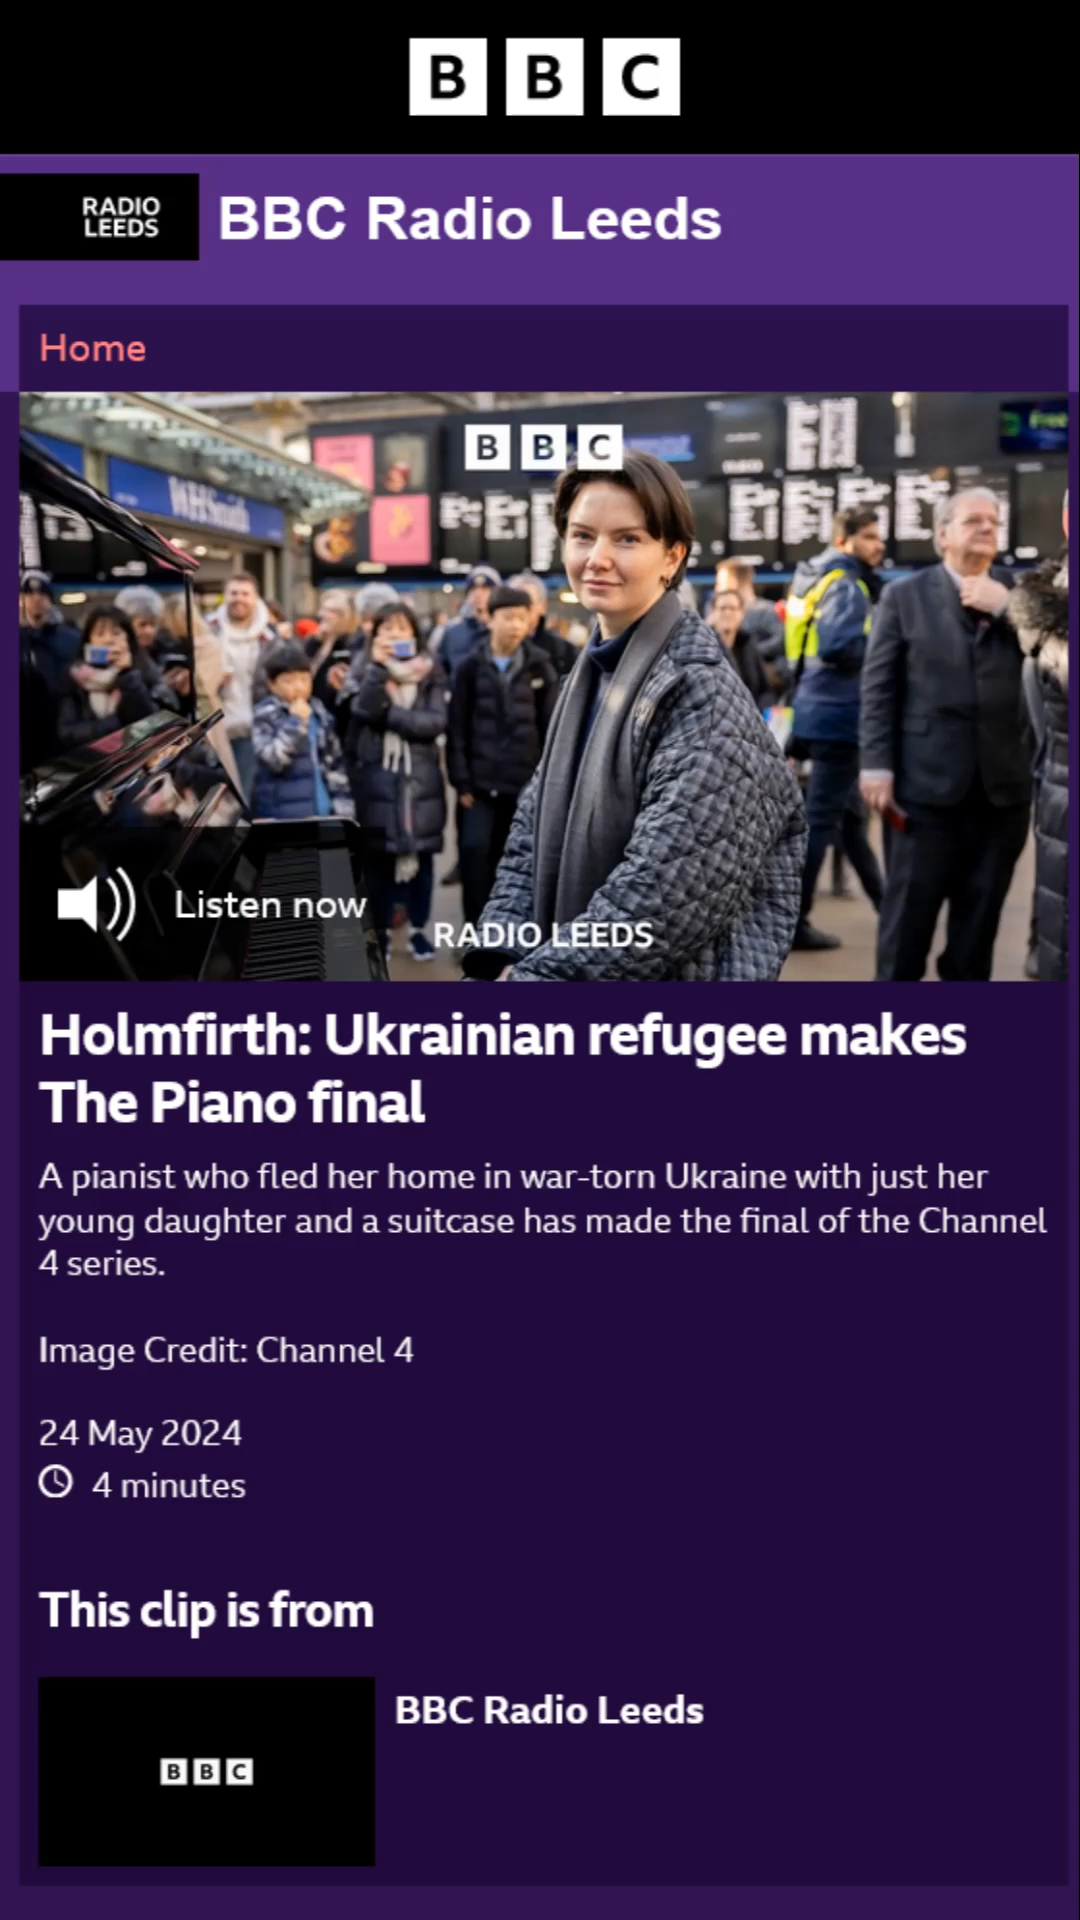 BBC
RADIO
LEEDS
BBC Radio Leeds
Home
BBC
WHSmith
Free
Listen now
RADIO LEEDS
Holmfirth: Ukrainian refugee makes
The Piano final
A pianist who fled her home in war-torn Ukraine with just her
young daughter and a suitcase has made the final of the Channel
4 series.
Image Credit: Channel 4
24 May 2024
4 minutes
This clip is from
BBC
BBC Radio Leeds